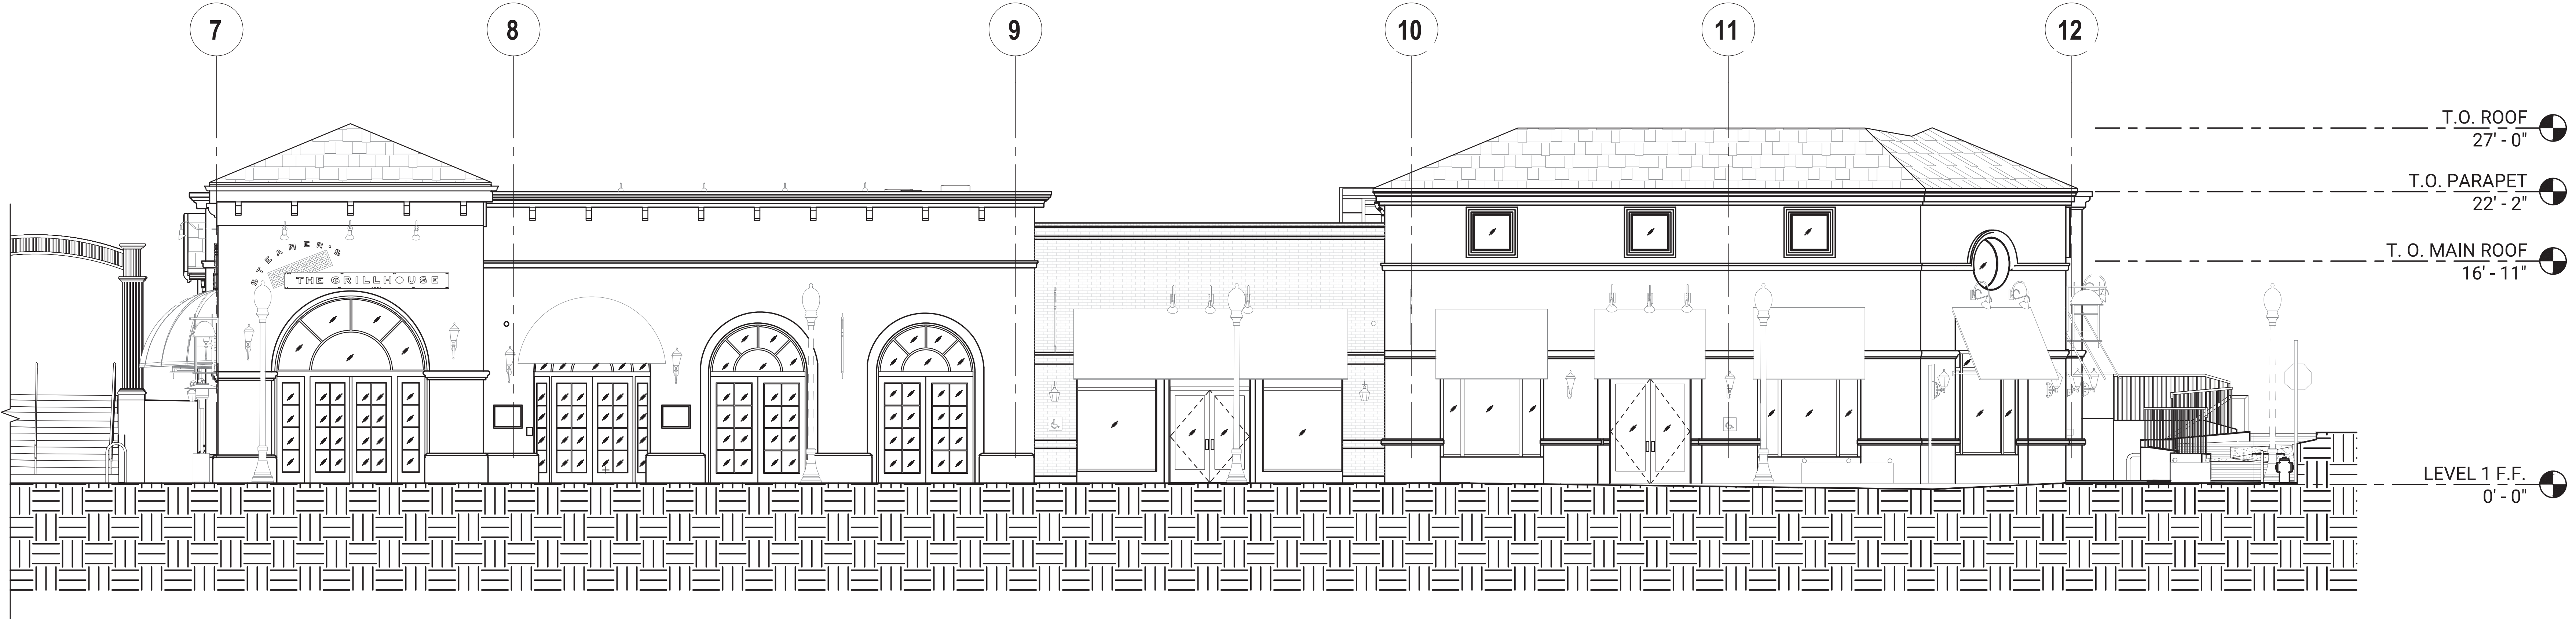 7
8
9
10
11
12
T.O. ROOF
27' - 0"
T.O. PARAPET
22' - 2"
T. O. MAIN ROOF
16' - 11"
STEAMER'S
THE GRILLHOUSE
LEVEL 1 F.F.
0' - 0"